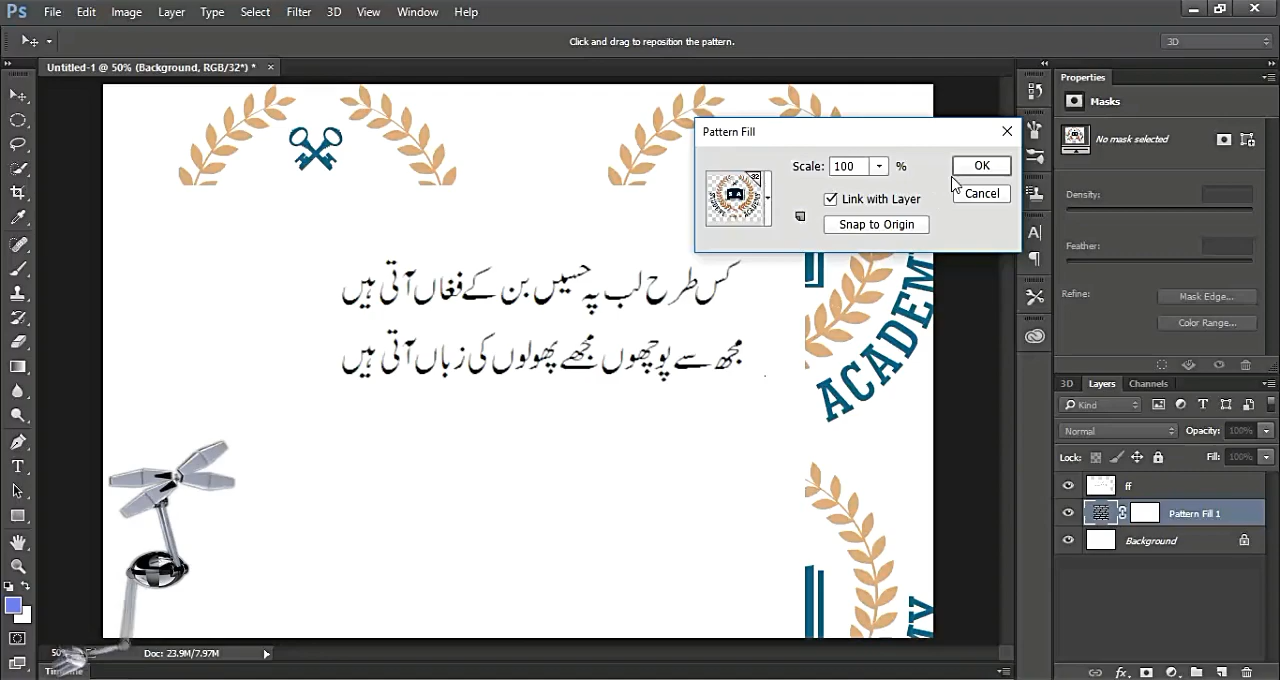 Ps File Edit Image Layer Type Select Filter 3D View Window Help
Click and drag to reposition the pattern.
3D
Untitled-1 @ 50% (Background, RGB/32*) *
Properties
Masks
No mask selected
Density:
Feather:
Refine:
Mask Edge...
Color Range...
Pattern Fill
Scale: 100 %
OK
Link with Layer
Cancel
Snap to Origin
کس طرح لب پہ حسیں بن کے فغاں آتی ہیں
مجھ سے پوچھوں مجھے پھولوں کی زباں آتی ہیں
ACADEM
MY
3D Layers Channels
Kind
Normal Opacity: 100%
Lock: Fill: 100%
ff
Pattern Fill 1
Background
50%
Doc: 23.9M/7.97M
Timeline